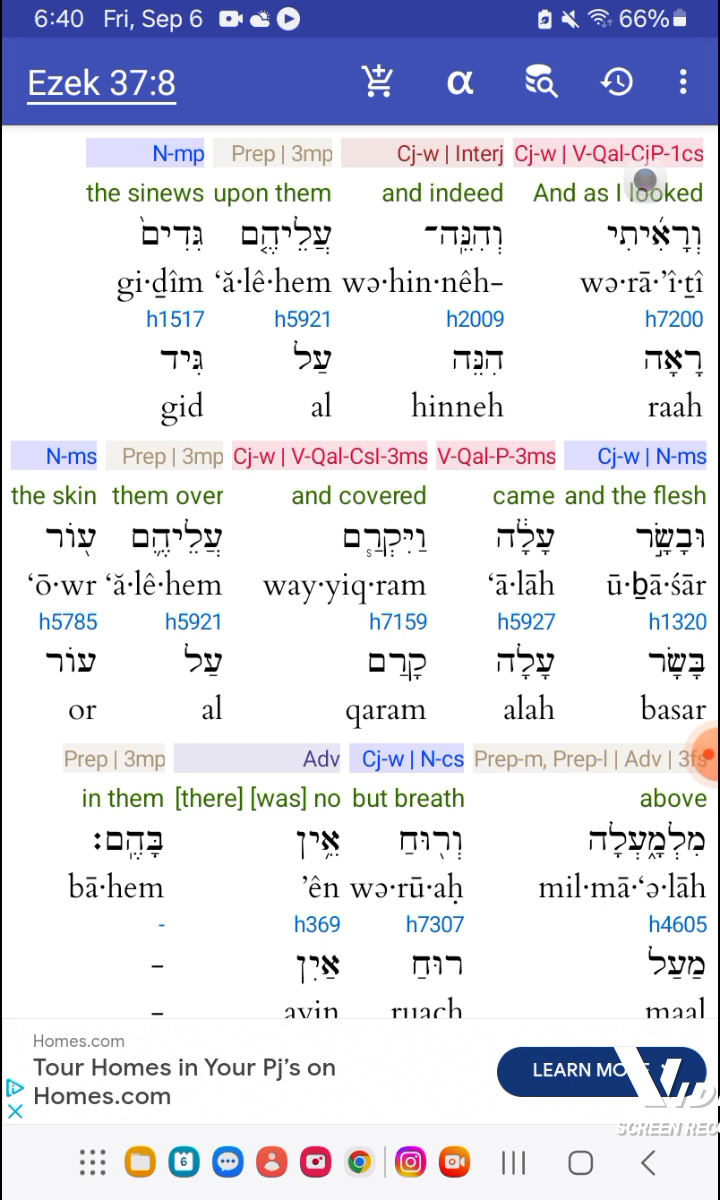 6:40 Fri, Sep 6 66%
Ezek 37:8 α
N-mp Prep | 3mp Cj-w | Interj Cj-w | V-Qal-CjP-1cs
the sinews upon them and indeed And as I looked
גִּדִים֙ עֲלֵיהֶ֤ם וְהִנֵּֽה־ וְרָאִ֜יתִי
gi·ḏîm ‘ă·lê·hem wə·hin·nêh- wə·rā·’î·ṯî
h1517 h5921 h2009 h7200
גִּיד עַל הִנֵּה רָאָה
gid al hinneh raah
N-ms Prep | 3mp Cj-w | V-Qal-CsI-3ms V-Qal-P-3ms Cj-w | N-ms
the skin them over and covered came and the flesh
ע֖וֹר עֲלֵיהֶ֛ם וַיִּקְרַ֧ם עָלָ֔ה וּבָשָׂ֣ר
‘ō·wr ‘ă·lê·hem way·yiq·ram ‘ā·lāh ū·ḇā·śār
h5785 h5921 h7159 h5927 h1320
עוֹר עַל קָרַם עָלָה בָּשָׂר
or al qaram alah basar
Prep | 3mp Adv Cj-w | N-cs Prep-m, Prep-l | Adv | 3fs
in them [there] [was] no but breath above
בָּהֶֽם׃ אֵ֥ין וְר֖וּחַ מִלְמָ֑עְלָה
bā·hem ’ên wə·rū·aḥ mil·mā·‘ə·lāh
- h369 h7307 h4605
- אַיִן רוּחַ מַעַל
- ayin ruach maal
Homes.com
Tour Homes in Your Pj’s on
Homes.com
LEARN MORE
6
SCREEN REC